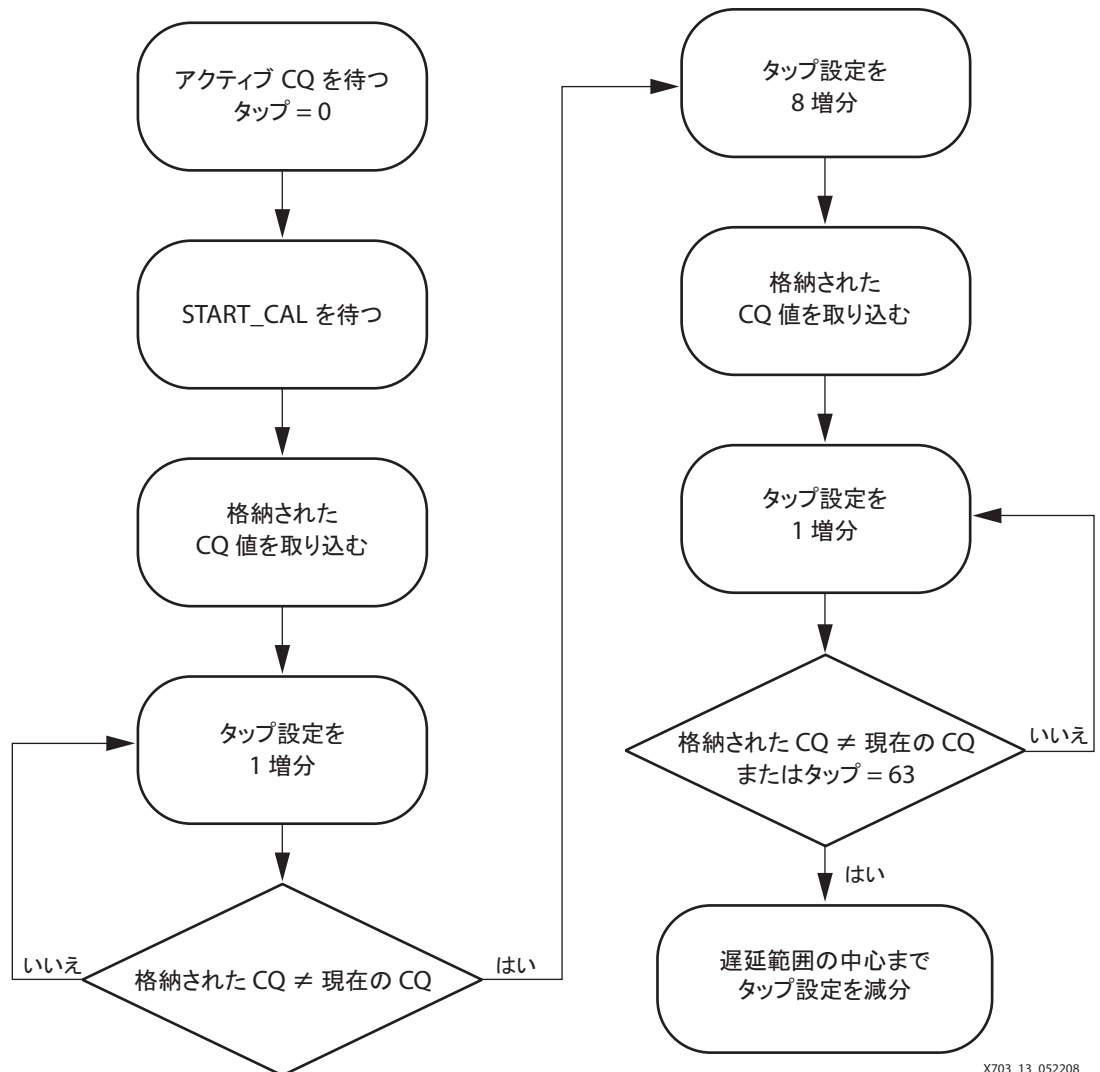 アクティブ CQ を待つ
タップ = 0
START_CAL を待つ
格納された
CQ 値を取り込む
タップ設定を
1 増分
格納された CQ ≠ 現在の CQ
いいえ
はい
タップ設定を
8 増分
格納された
CQ 値を取り込む
タップ設定を
1 増分
格納された CQ ≠ 現在の CQ
またはタップ = 63
いいえ
はい
遅延範囲の中心まで
タップ設定を減分
X703_13_052208